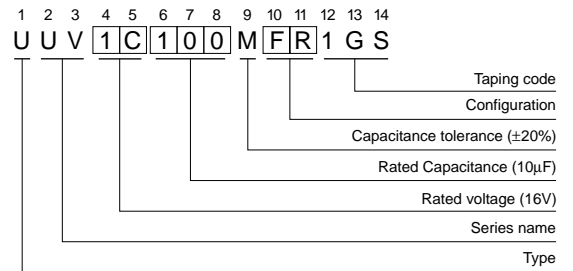 1 2 3 4 5 6 7 8 9 10 11 12 13 14
U U V 1 C 1 0 0 M F R 1 G S
Taping code
Configuration
Capacitance tolerance (±20%)
Rated Capacitance (10μF)
Rated voltage (16V)
Series name
Type